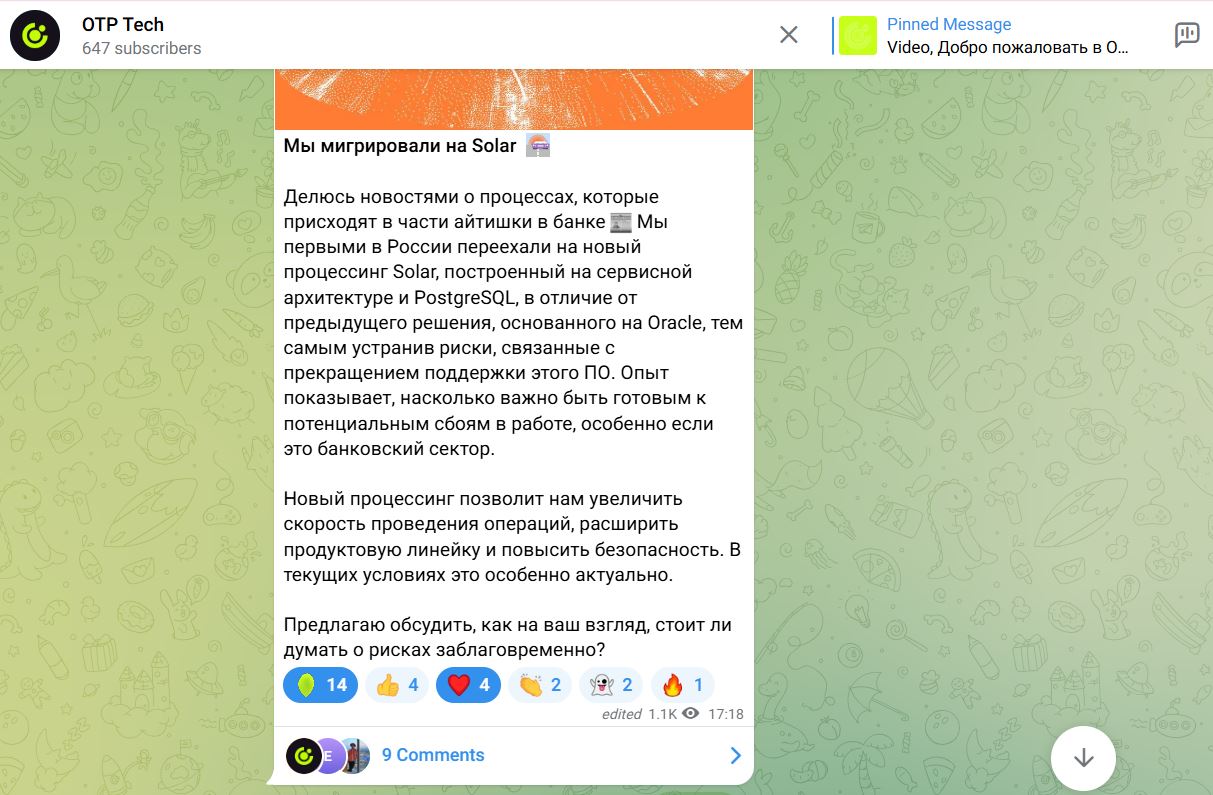 OTP Tech
647 subscribers
Pinned Message
Video, Добро пожаловать в О...
Мы мигрировали на Solar
Делюсь новостями о процессах, которые
присходят в части айтишки в банке Мы
первыми в России переехали на новый
процессинг Solar, построенный на сервисной
архитектуре и PostgreSQL, в отличие от
предыдущего решения, основанного на Oracle, тем
самым устранив риски, связанные с
прекращением поддержки этого ПО. Опыт
показывает, насколько важно быть готовым к
потенциальным сбоям в работе, особенно если
это банковский сектор.
Новый процессинг позволит нам увеличить
скорость проведения операций, расширить
продуктовую линейку и повысить безопасность. В
текущих условиях это особенно актуально.
Предлагаю обсудить, как на ваш взгляд, стоит ли
думать о рисках заблаговременно?
14 4 4 2 2 1
edited 1.1K 17:18
E 9 Comments